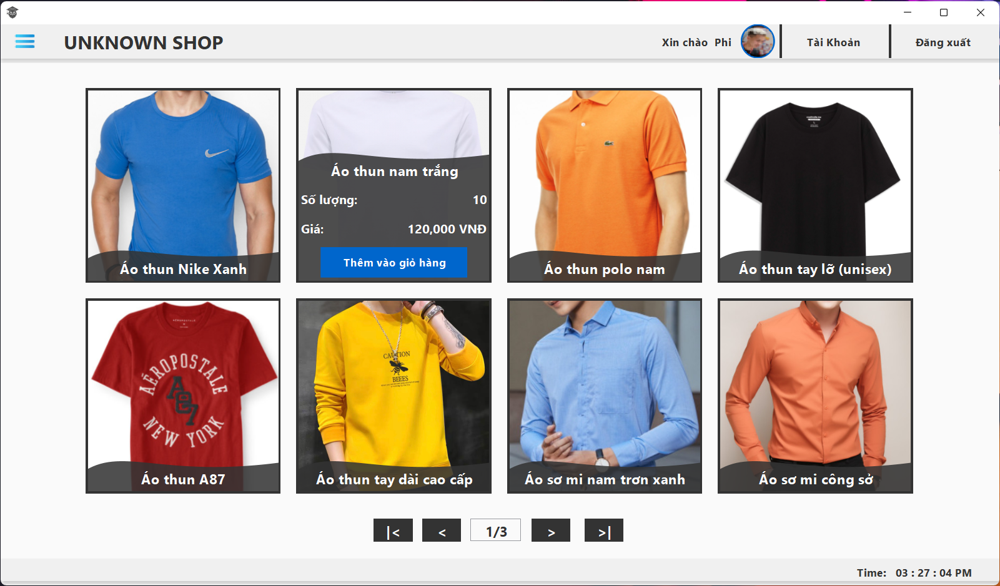 UNKNOWN SHOP
Xin chào Phi
Tài Khoản
Đăng xuất
Áo thun Nike Xanh
Áo thun nam trắng
Số lượng: 10
Giá: 120,000 VNĐ
Thêm vào giỏ hàng
Áo thun polo nam
Áo thun tay lỡ (unisex)
AÉROPOSTALE
AÉROPOSTALE
A87
NEW YORK
Áo thun A87
CAUTION
BEEES
Áo thun tay dài cao cấp
Áo sơ mi nam trơn xanh
Áo sơ mi công sở
|<
<
1/3
>
>|
Time: 03 : 27 : 04 PM